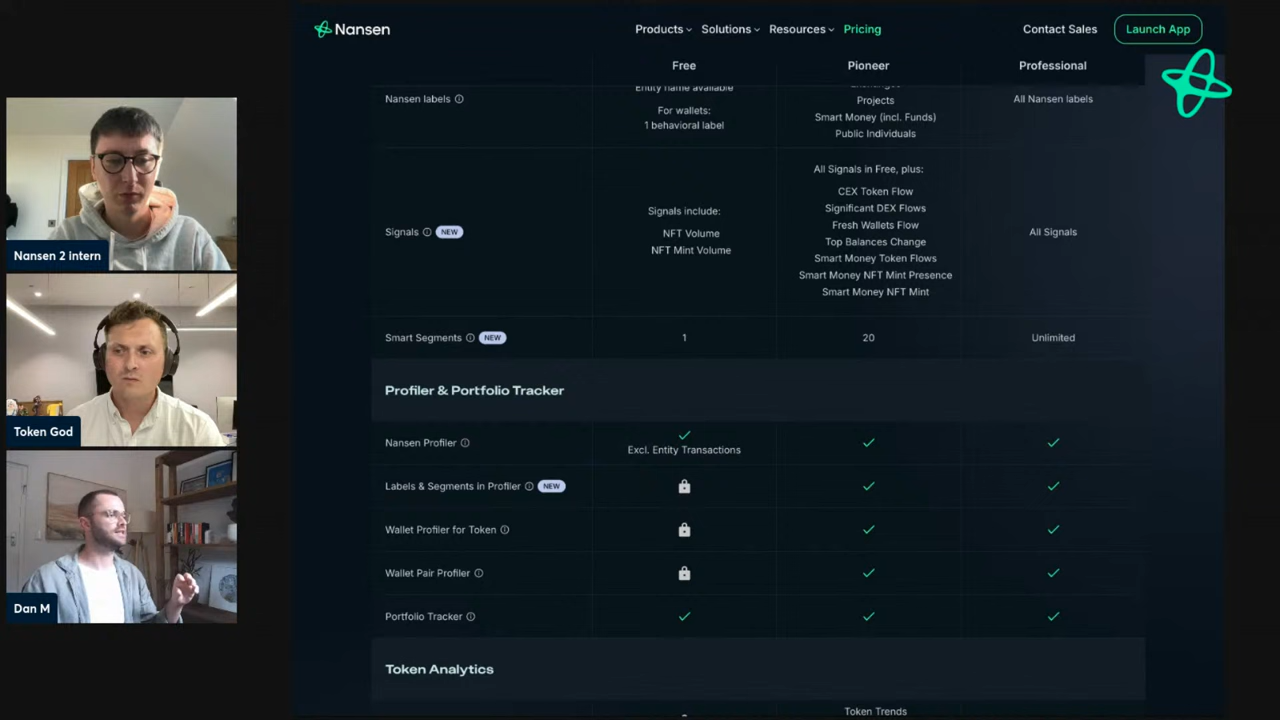 Nansen
Products
Solutions
Resources
Pricing
Contact Sales
Launch App
Free
Pioneer
Professional
Nansen labels
Entity name available
For wallets:
1 behavioral label
Exchanges
Projects
Smart Money (incl. Funds)
Public Individuals
All Nansen labels
Signals NEW
Signals include:
NFT Volume
NFT Mint Volume
All Signals in Free, plus:
CEX Token Flow
Significant DEX Flows
Fresh Wallets Flow
Top Balances Change
Smart Money Token Flows
Smart Money NFT Mint Presence
Smart Money NFT Mint
All Signals
Smart Segments NEW
1
20
Unlimited
Profiler & Portfolio Tracker
Nansen Profiler
Excl. Entity Transactions
Labels & Segments in Profiler NEW
Wallet Profiler for Token
Wallet Pair Profiler
Portfolio Tracker
Token Analytics
Token Trends
Nansen 2 intern
Token God
Dan M